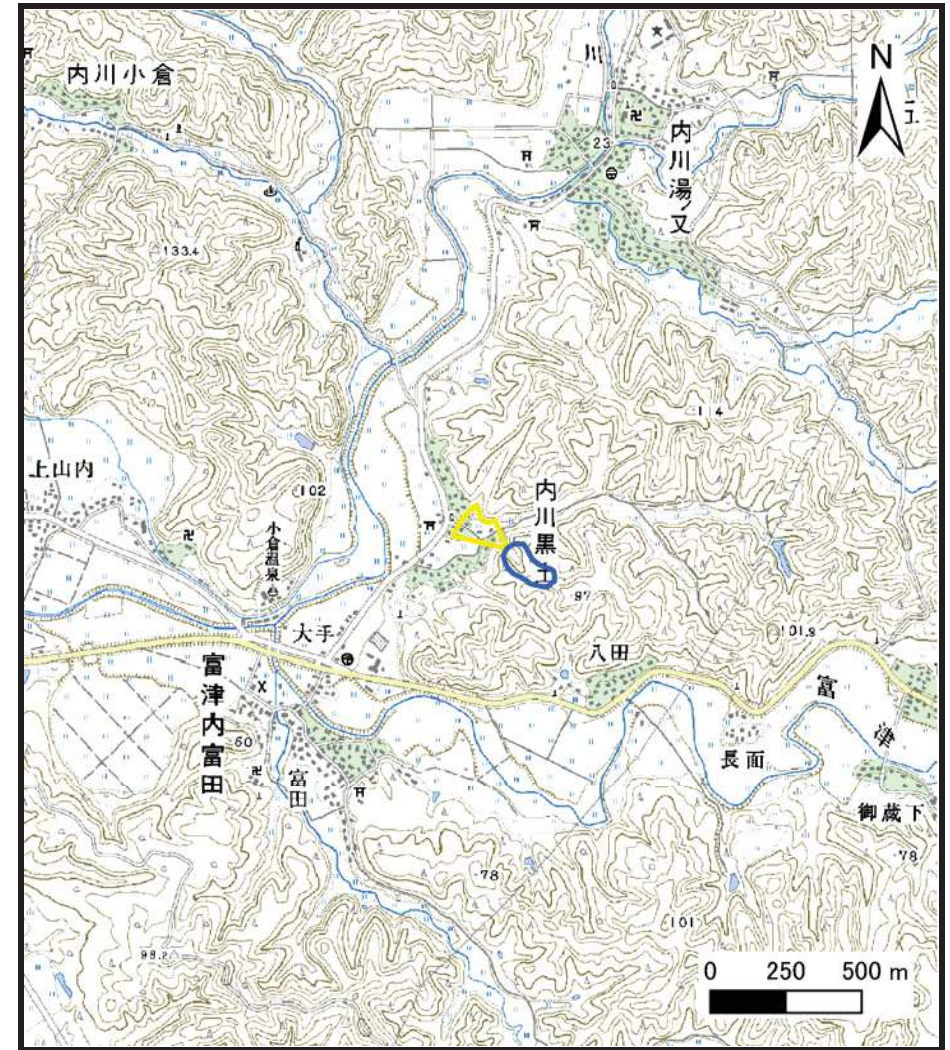 内川小倉
川
N
内川湯ノ又
23
133.4
114
上山内
102
内川黒土
小倉温泉
97
大手
101.8
八田
富津
富津内富田
長面
60
富田
御蔵下
78
78
101
98.2
0 250 500 m